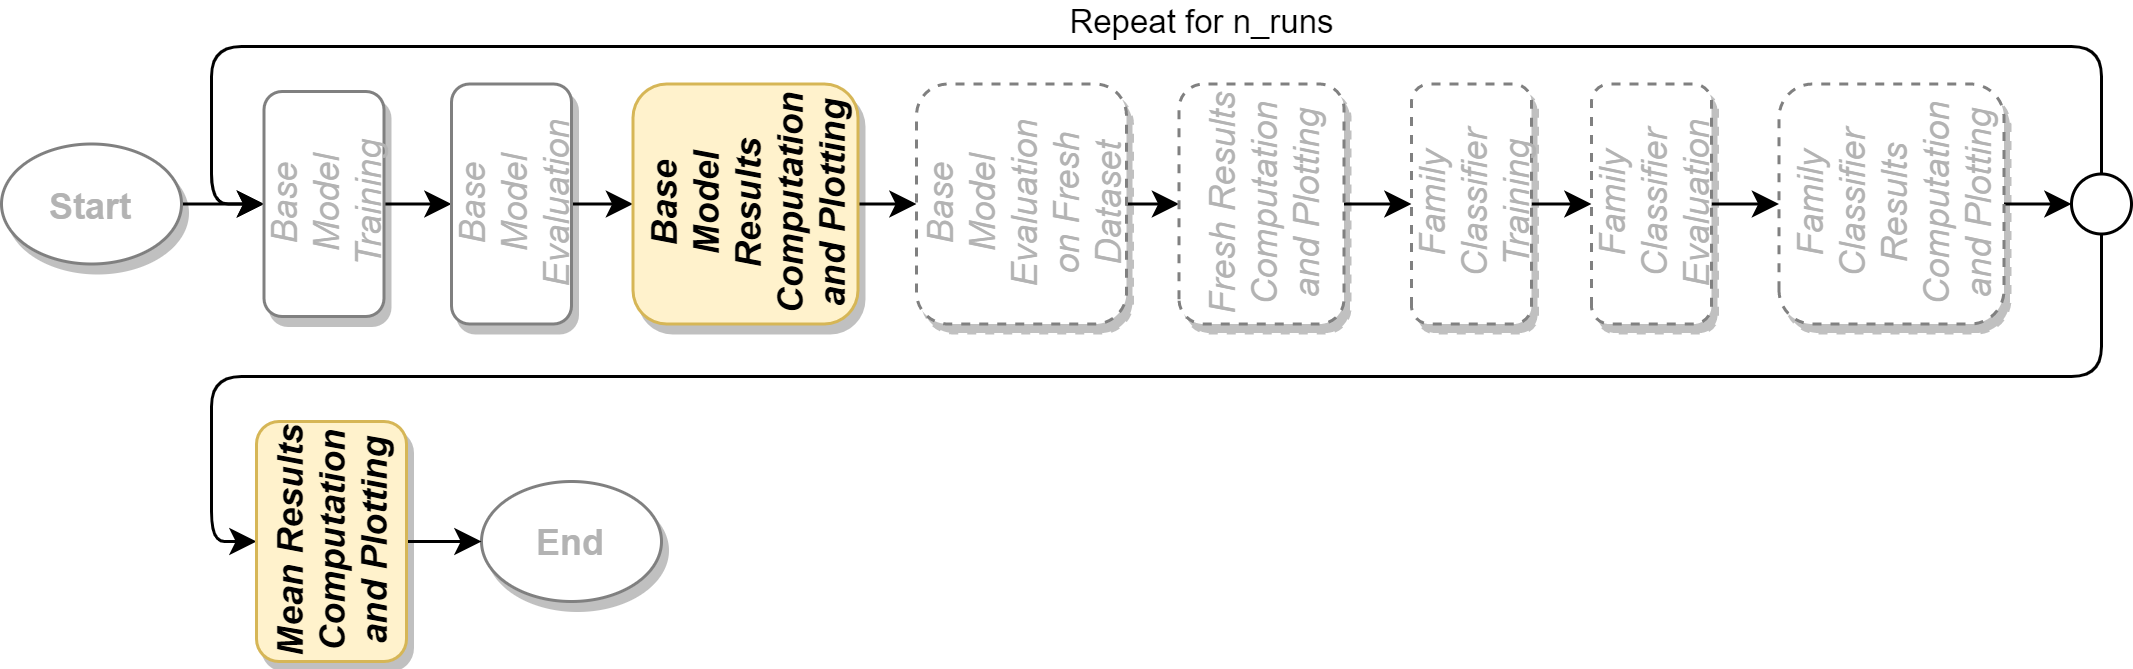 Repeat for n_runs
Start
Base
Model
Training
Base
Model
Evaluation
Base
Model
Results
Computation
and Plotting
Base
Model
Evaluation
on Fresh
Dataset
Fresh Results
Computation
and Plotting
Family
Classifier
Training
Family
Classifier
Evaluation
Family
Classifier
Results
Computation
and Plotting
Mean Results
Computation
and Plotting
End